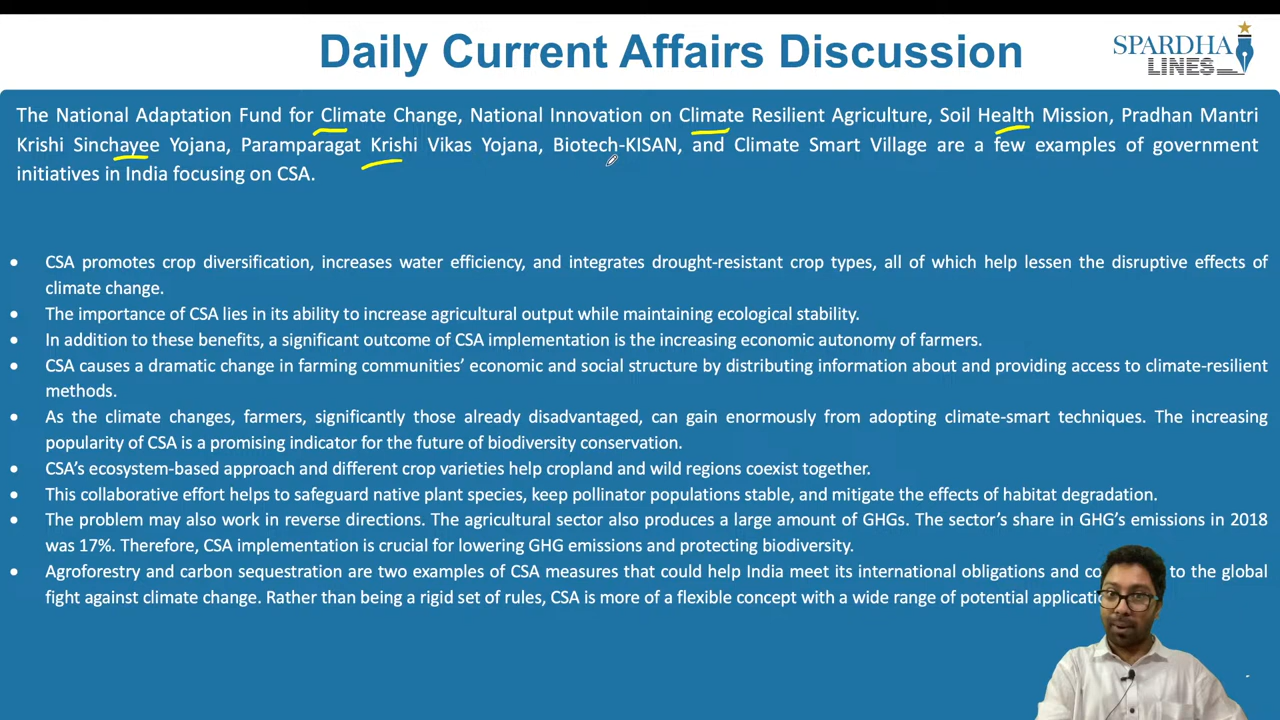 Daily Current Affairs Discussion
SPARDHA
LINES
The National Adaptation Fund for Climate Change, National Innovation on Climate Resilient Agriculture, Soil Health Mission, Pradhan Mantri
Krishi Sinchayee Yojana, Paramparagat Krishi Vikas Yojana, Biotech-KISAN, and Climate Smart Village are a few examples of government
initiatives in India focusing on CSA.
• CSA promotes crop diversification, increases water efficiency, and integrates drought-resistant crop types, all of which help lessen the disruptive effects of
climate change.
• The importance of CSA lies in its ability to increase agricultural output while maintaining ecological stability.
• In addition to these benefits, a significant outcome of CSA implementation is the increasing economic autonomy of farmers.
• CSA causes a dramatic change in farming communities’ economic and social structure by distributing information about and providing access to climate-resilient
methods.
• As the climate changes, farmers, significantly those already disadvantaged, can gain enormously from adopting climate-smart techniques. The increasing
popularity of CSA is a promising indicator for the future of biodiversity conservation.
• CSA’s ecosystem-based approach and different crop varieties help cropland and wild regions coexist together.
• This collaborative effort helps to safeguard native plant species, keep pollinator populations stable, and mitigate the effects of habitat degradation.
• The problem may also work in reverse directions. The agricultural sector also produces a large amount of GHGs. The sector’s share in GHG’s emissions in 2018
was 17%. Therefore, CSA implementation is crucial for lowering GHG emissions and protecting biodiversity.
• Agroforestry and carbon sequestration are two examples of CSA measures that could help India meet its international obligations and to the global
fight against climate change. Rather than being a rigid set of rules, CSA is more of a flexible concept with a wide range of potential